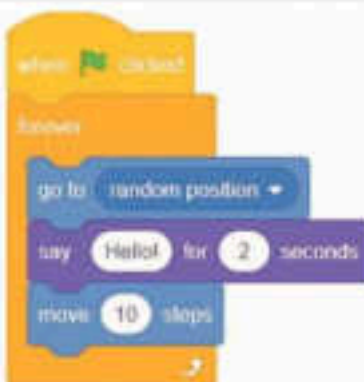 when clicked
forever
go to random position
say Hello! for 2 seconds
move 10 steps